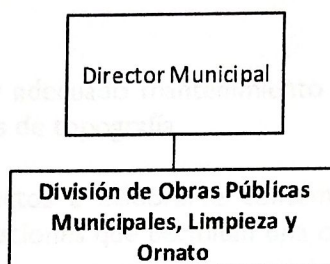 Director Municipal
División de Obras Públicas
Municipales, Limpieza y
Ornato